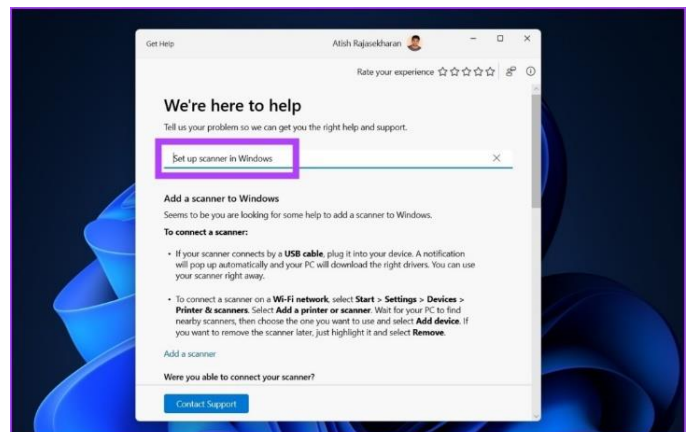 Get Help
Atish Rajasekharan
Rate your experience
We're here to help
Tell us your problem so we can get you the right help and support.
Set up scanner in Windows
Add a scanner to Windows
Seems to be you are looking for some help to add a scanner to Windows.
To connect a scanner:
• If your scanner connects by a USB cable, plug it into your device. A notification
will pop up automatically and your PC will download the right drivers. You can use
your scanner right away.
• To connect a scanner on a Wi-Fi network, select Start > Settings > Devices >
Printer & scanners. Select Add a printer or scanner. Wait for your PC to find
nearby scanners, then choose the one you want to use and select Add device. If
you want to remove the scanner later, just highlight it and select Remove.
Add a scanner
Were you able to connect your scanner?
Contact Support